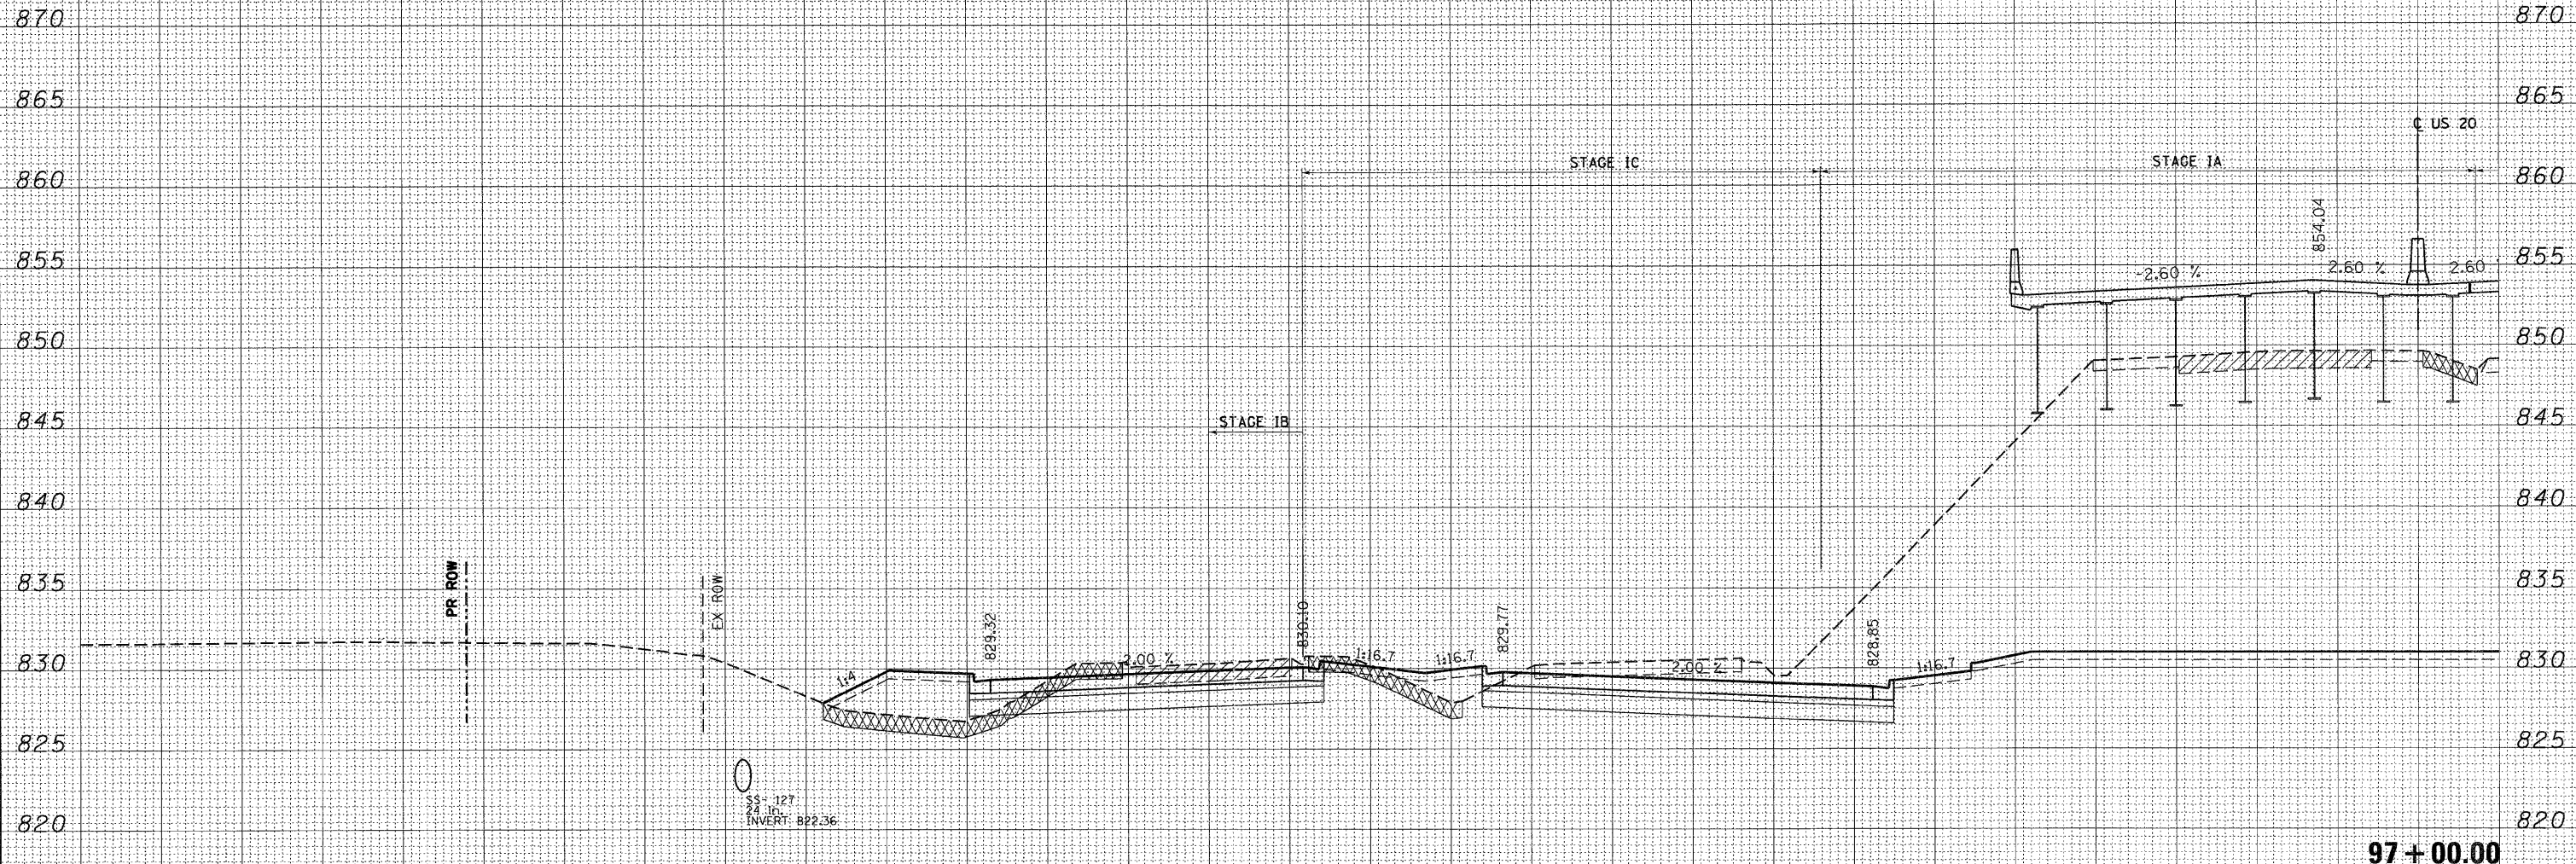 870 870
865 865
℄ US 20
STAGE IC STAGE IA
860 860
854.04
855 855
-2.60 % 2.60 % 2.60
850 850
845 845
STAGE IB
840 840
835 835
PR ROW
EX ROW
829.32
830.10
829.77
828.85
830 830
1:4
2.00 %
1:16.7
1:16.7
2.00 %
1:16.7
825 825
SS- 127
24 In.
INVERT 822.36
820 820
97+00.00